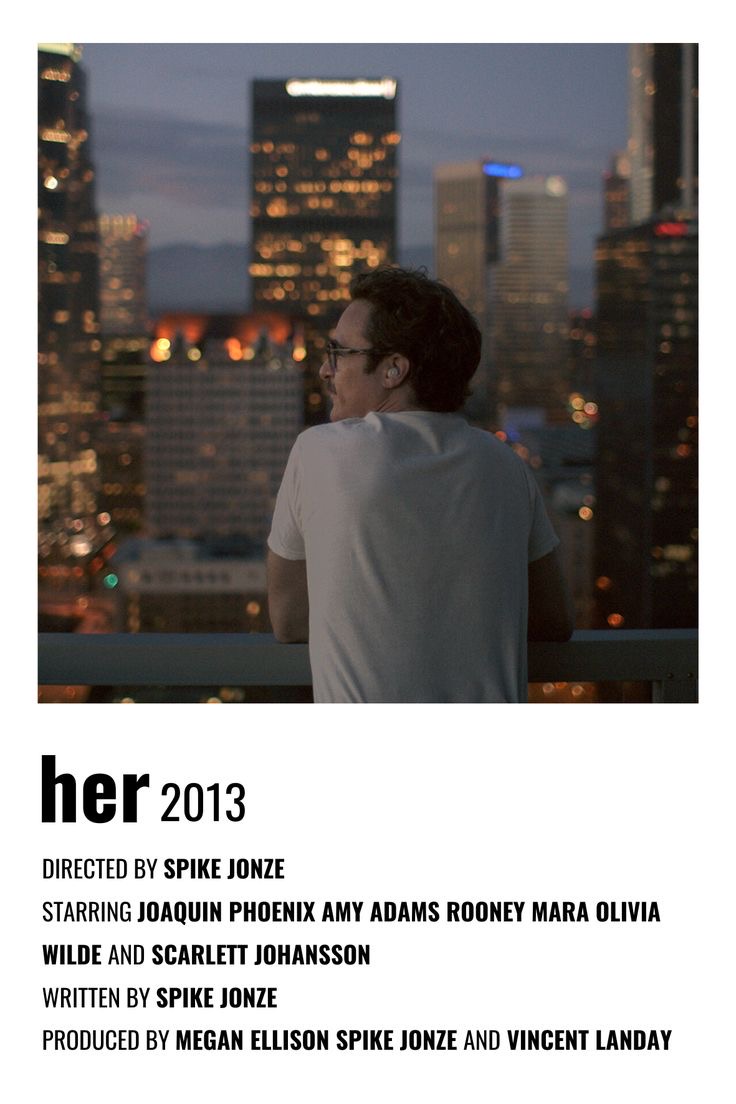 her 2013
DIRECTED BY SPIKE JONZE
STARRING JOAQUIN PHOENIX AMY ADAMS ROONEY MARA OLIVIA
WILDE AND SCARLETT JOHANSSON
WRITTEN BY SPIKE JONZE
PRODUCED BY MEGAN ELLISON SPIKE JONZE AND VINCENT LANDAY